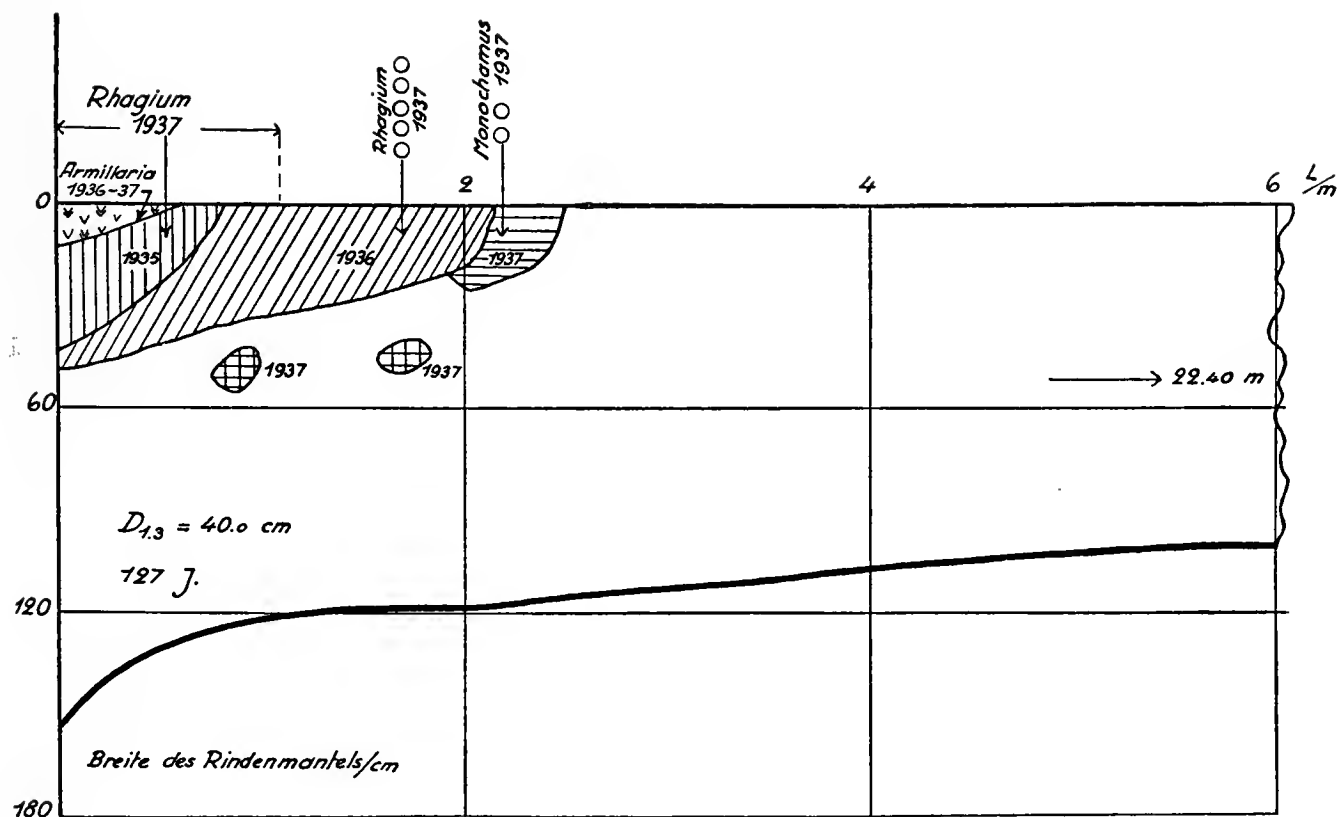 Rhagium
1937
Rhagium
1937
Monochamus
1937
Armillaria
1936-37
0
2
4
6
L/m
1935
1936
1937
1937
1937
22.40 m
60
D1.3 = 40.0 cm
127 J.
120
Breite des Rindenmantels/cm
180